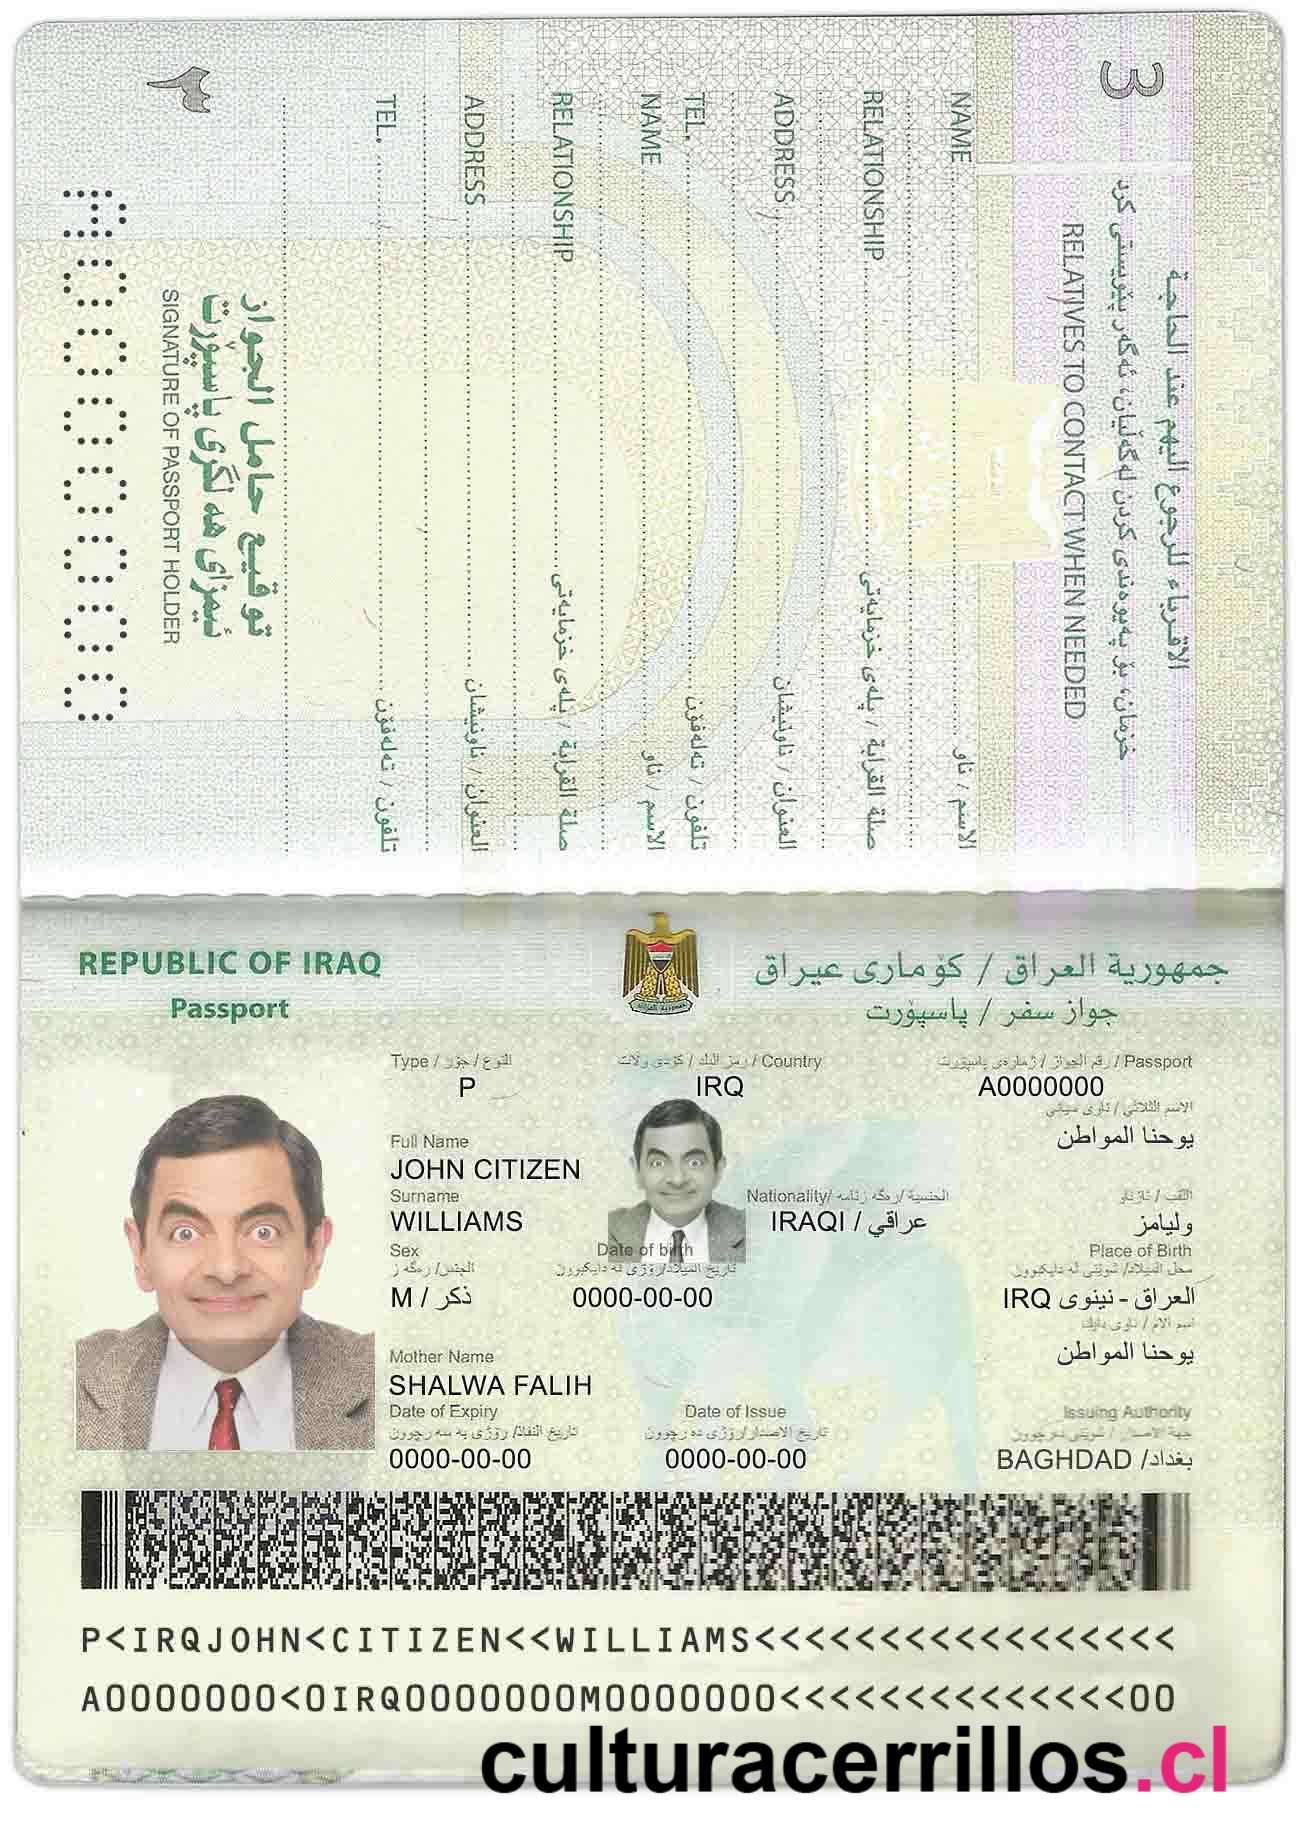 3
الاقرباء للرجوع اليهم عند الحاجة
خزمان، بۆ پەیوەندی کردن لەگەڵیان، ئەگەر پێویستی کرد
RELATIVES TO CONTACT WHEN NEEDED
NAME الاسم / ناو
RELATIONSHIP صلة القرابة / پلەی خزمایەتی
ADDRESS العنوان / ناونیشان
TEL. تلفون / تەلەفۆن
NAME الاسم / ناو
RELATIONSHIP صلة القرابة / پلەی خزمایەتی
ADDRESS العنوان / ناونیشان
TEL. تلفون / تەلەفۆن
توقيع حامل الجواز
ئیمزای هەلگری پاسپۆرت
SIGNATURE OF PASSPORT HOLDER
٣
A00000000
REPUBLIC OF IRAQ جمهورية العراق / كۆماری عیراق
Passport جواز سفر / پاسپۆرت
Type / النوع / جۆر رمز البلد / كۆدی ولات / Country رقم الجواز / ژمارەی پاسپۆرت / Passport
P IRQ A0000000
الاسم الثلاثي / ناوی سیانی
Full Name يوحنا المواطن
JOHN CITIZEN
Surname Nationality/ الجنسية /رەگەزنامە اللقب / نازناو
WILLIAMS IRAQI / عراقي وليامز
Sex Date of birth Place of Birth
الجنس/ رەگەز تاريخ الميلاد/رۆژی لە دایکبوون محل الميلاد/ شوێنی لە دایکبوون
M / ذكر 0000-00-00 العراق - نينوى IRQ
اسم الام / ناوی دایك
Mother Name يوحنا المواطن
SHALWA FALIH
Date of Expiry Date of Issue Issuing Authority
تاريخ النفاذ/ رۆژی بە سەرچوون تاريخ الاصدار/رۆژی دەرچوون جهة الاصدار / شوێنی دەرچوون
0000-00-00 0000-00-00 BAGHDAD /بغداد
P<IRQJOHN<CITIZEN<<WILLIAMS<<<<<<<<<<<<<<<<<
A0000000<0IRQ0000000M0000000<<<<<<<<<<<<<<00
culturacerrillos.cl